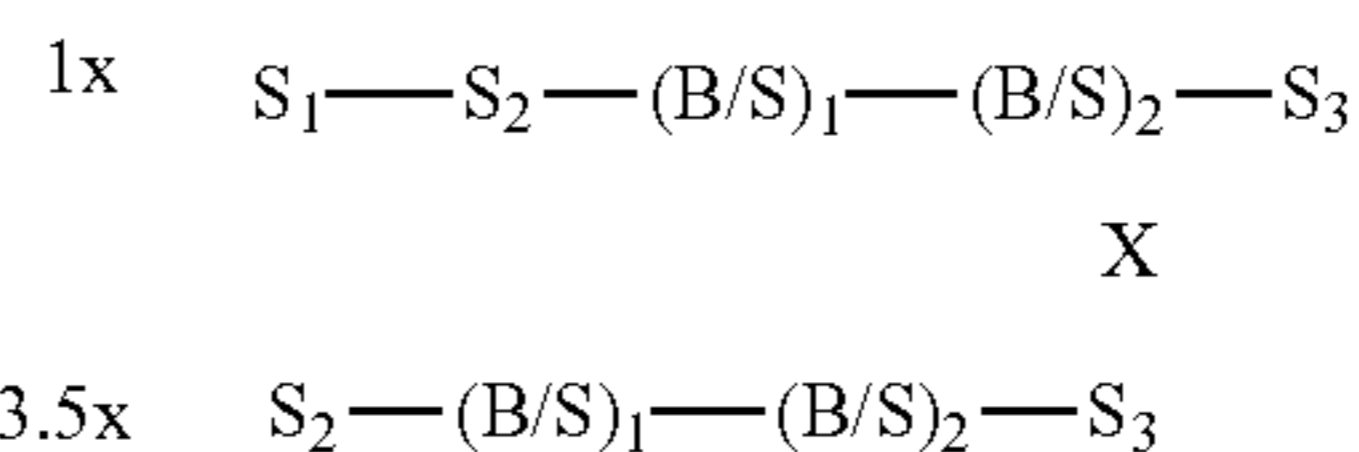 1x S₁—S₂—(B/S)₁—(B/S)₂—S₃
X
3.5x S₂—(B/S)₁—(B/S)₂—S₃